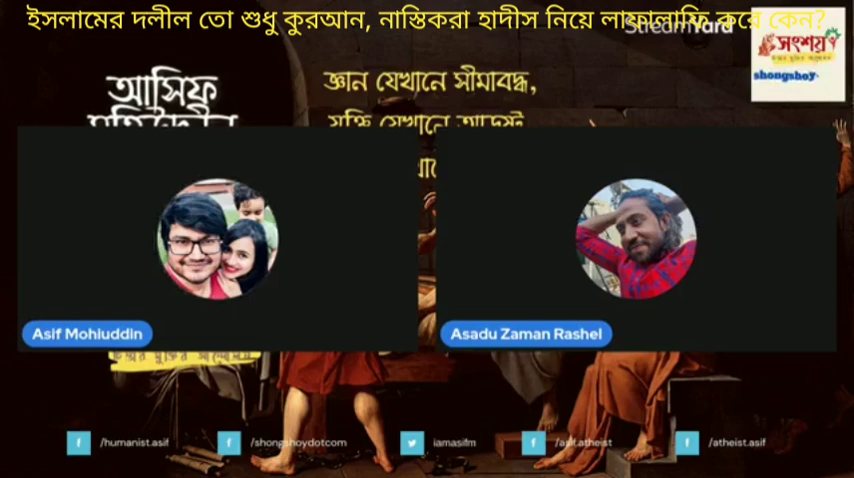 ইসলামের দলীল তো শুধু কুরআন, নাস্তিকরা হাদীস নিয়ে লাফালাফি করে কেন?
StreamYard
সংশয়
shongshoy
আসিফ
জ্ঞান যেখানে সীমাবদ্ধ,
যুক্তি যেখানে আড়ষ্ট
Asif Mohiuddin
Asadu Zaman Rashel
/humanist.asif
/shongshoydotcom
iamasifm
/asif.atheist
/atheist.asif